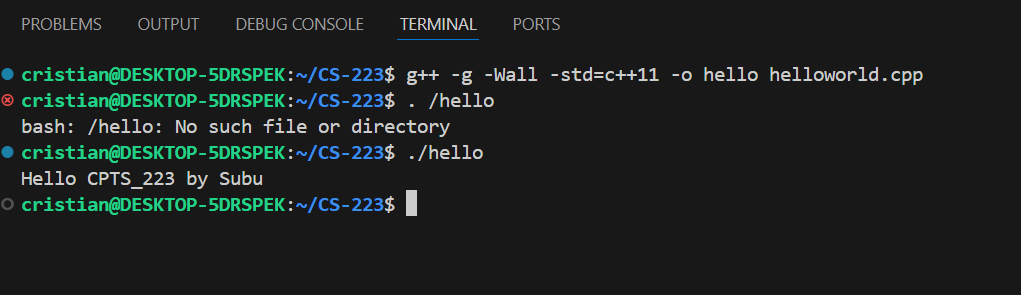 PROBLEMS OUTPUT DEBUG CONSOLE TERMINAL PORTS
cristian@DESKTOP-5DRSPEK:~/CS-223$ g++ -g -Wall -std=c++11 -o hello helloworld.cpp
cristian@DESKTOP-5DRSPEK:~/CS-223$ . /hello
bash: /hello: No such file or directory
cristian@DESKTOP-5DRSPEK:~/CS-223$ ./hello
Hello CPTS_223 by Subu
cristian@DESKTOP-5DRSPEK:~/CS-223$